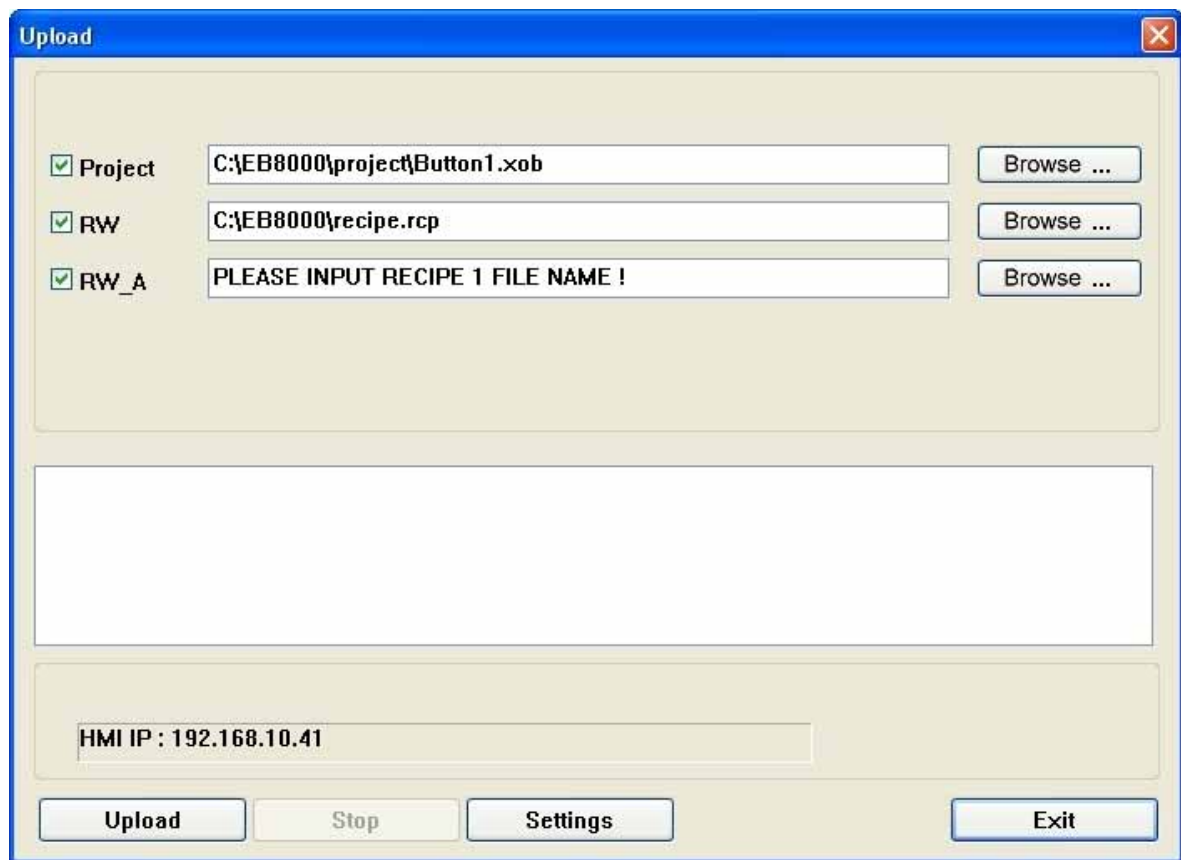 Upload
Project C:\EB8000\project\Button1.xob Browse ...
RW C:\EB8000\recipe.rcp Browse ...
RW_A PLEASE INPUT RECIPE 1 FILE NAME ! Browse ...
HMI IP : 192.168.10.41
Upload Stop Settings Exit